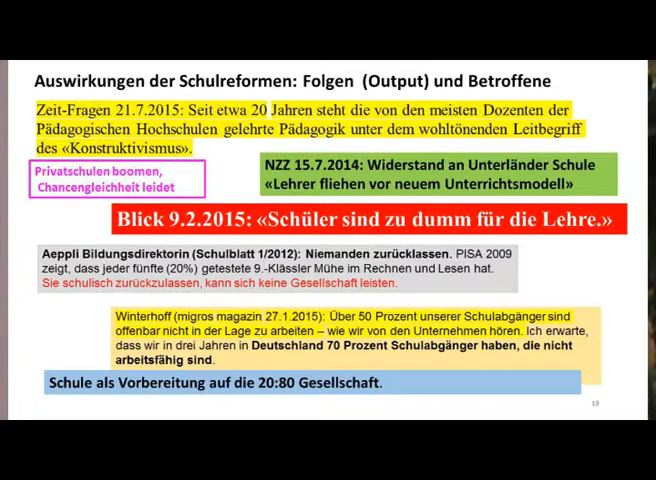 Auswirkungen der Schulreformen: Folgen (Output) und Betroffene
Zeit-Fragen 21.7.2015: Seit etwa 20 Jahren steht die von den meisten Dozenten der
Pädagogischen Hochschulen gelehrte Pädagogik unter dem wohltönenden Leitbegriff
des «Konstruktivismus».
Privatschulen boomen,
Chancengleichheit leidet
NZZ 15.7.2014: Widerstand an Unterländer Schule
«Lehrer fliehen vor neuem Unterrichtsmodell»
Blick 9.2.2015: «Schüler sind zu dumm für die Lehre.»
Aeppli Bildungsdirektorin (Schulblatt 1/2012): Niemanden zurücklassen. PISA 2009
zeigt, dass jeder fünfte (20%) getestete 9.-Klässler Mühe im Rechnen und Lesen hat.
Sie schulisch zurückzulassen, kann sich keine Gesellschaft leisten.
Winterhoff (migros magazin 27.1.2015): Über 50 Prozent unserer Schulabgänger sind
offenbar nicht in der Lage zu arbeiten – wie wir von den Unternehmen hören. Ich erwarte,
dass wir in drei Jahren in Deutschland 70 Prozent Schulabgänger haben, die nicht
arbeitsfähig sind.
Schule als Vorbereitung auf die 20:80 Gesellschaft.
18